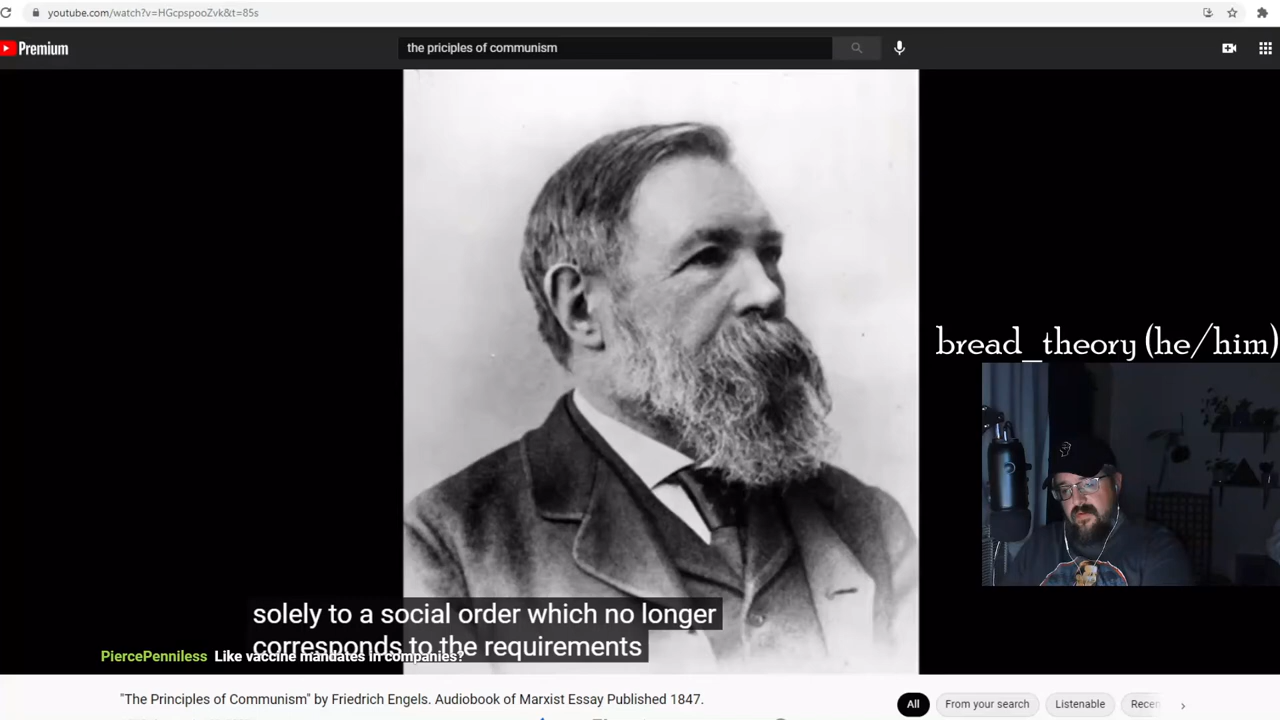 youtube.com/watch?v=HGcpspooZvk&t=85s
Premium
the priciples of communism
bread_theory (he/him)
solely to a social order which no longer
corresponds to the requirements
PiercePenniless Like vaccine mandates in companies?
"The Principles of Communism" by Friedrich Engels. Audiobook of Marxist Essay Published 1847.
All From your search Listenable